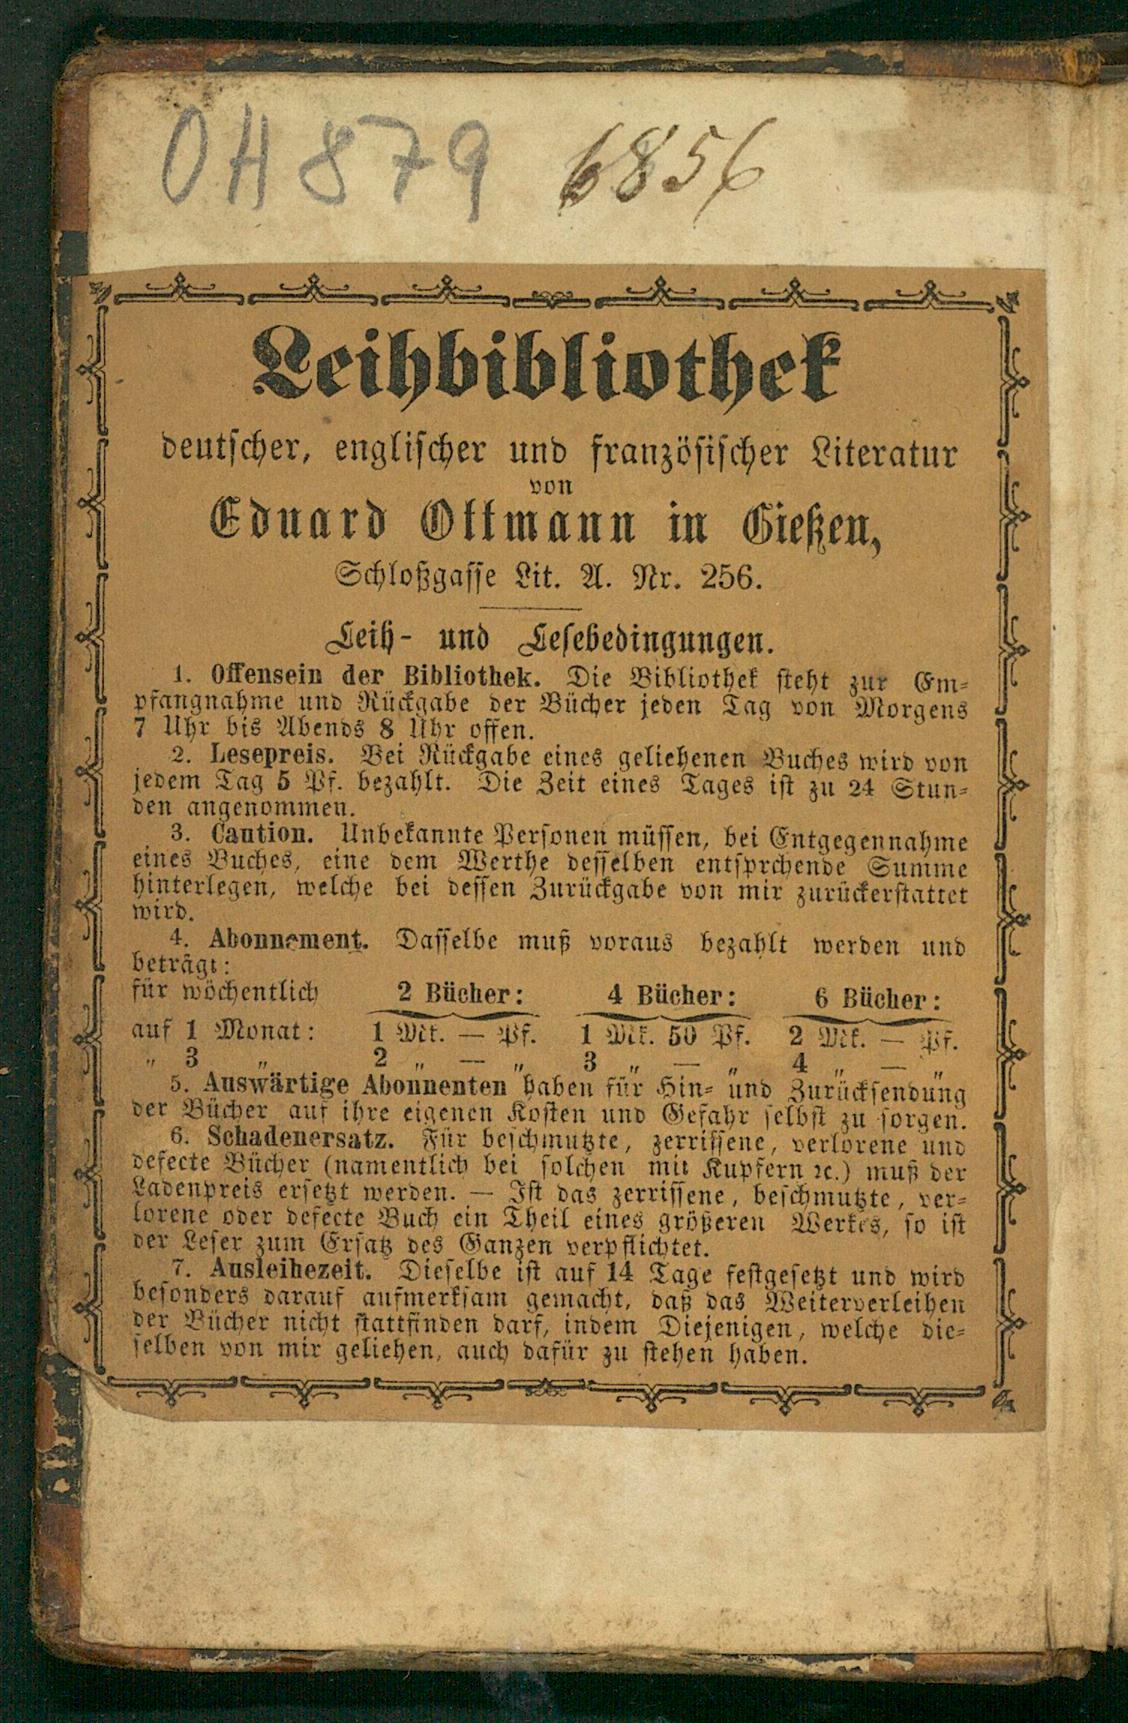 OH 879 6856
Leihbibliothek
deutscher, englischer und französischer Literatur
von
Eduard Ottmann in Gießen,
Schloßgasse Lit. A. Nr. 256.
Leih- und Lesebedingungen.
1. Offensein der Bibliothek. Die Bibliothek steht zur Em-
pfangnahme und Rückgabe der Bücher jeden Tag von Morgens
7 Uhr bis Abends 8 Uhr offen.
2. Lesepreis. Bei Rückgabe eines geliehenen Buches wird von
jedem Tag 5 Pf. bezahlt. Die Zeit eines Tages ist zu 24 Stun-
den angenommen.
3. Caution. Unbekannte Personen müssen, bei Entgegennahme
eines Buches, eine dem Werthe desselben entsprchende Summe
hinterlegen, welche bei dessen Zurückgabe von mir zurückerstattet
wird.
4. Abonnement. Dasselbe muß voraus bezahlt werden und
beträgt:
für wöchentlich 2 Bücher: 4 Bücher: 6 Bücher:
auf 1 Monat: 1 Mk. — Pf. 1 Mk. 50 Pf. 2 Mk. — Pf.
„ 3 „ 2 „ — „ 3 „ — „ 4 „ — „
5. Auswärtige Abonnenten haben für Hin- und Zurücksendung
der Bücher auf ihre eigenen Kosten und Gefahr selbst zu sorgen.
6. Schadenersatz. Für beschmutzte, zerrissene, verlorene und
defecte Bücher (namentlich bei solchen mit Kupfern ꝛc.) muß der
Ladenpreis ersetzt werden. — Ist das zerrissene, beschmutzte, ver-
lorene oder defecte Buch ein Theil eines größeren Werkes, so ist
der Leser zum Ersatz des Ganzen verpflichtet.
7. Ausleihezeit. Dieselbe ist auf 14 Tage festgesetzt und wird
besonders darauf aufmerksam gemacht, daß das Weiterverleihen
der Bücher nicht stattfinden darf, indem Diejenigen, welche die-
selben von mir geliehen, auch dafür zu stehen haben.